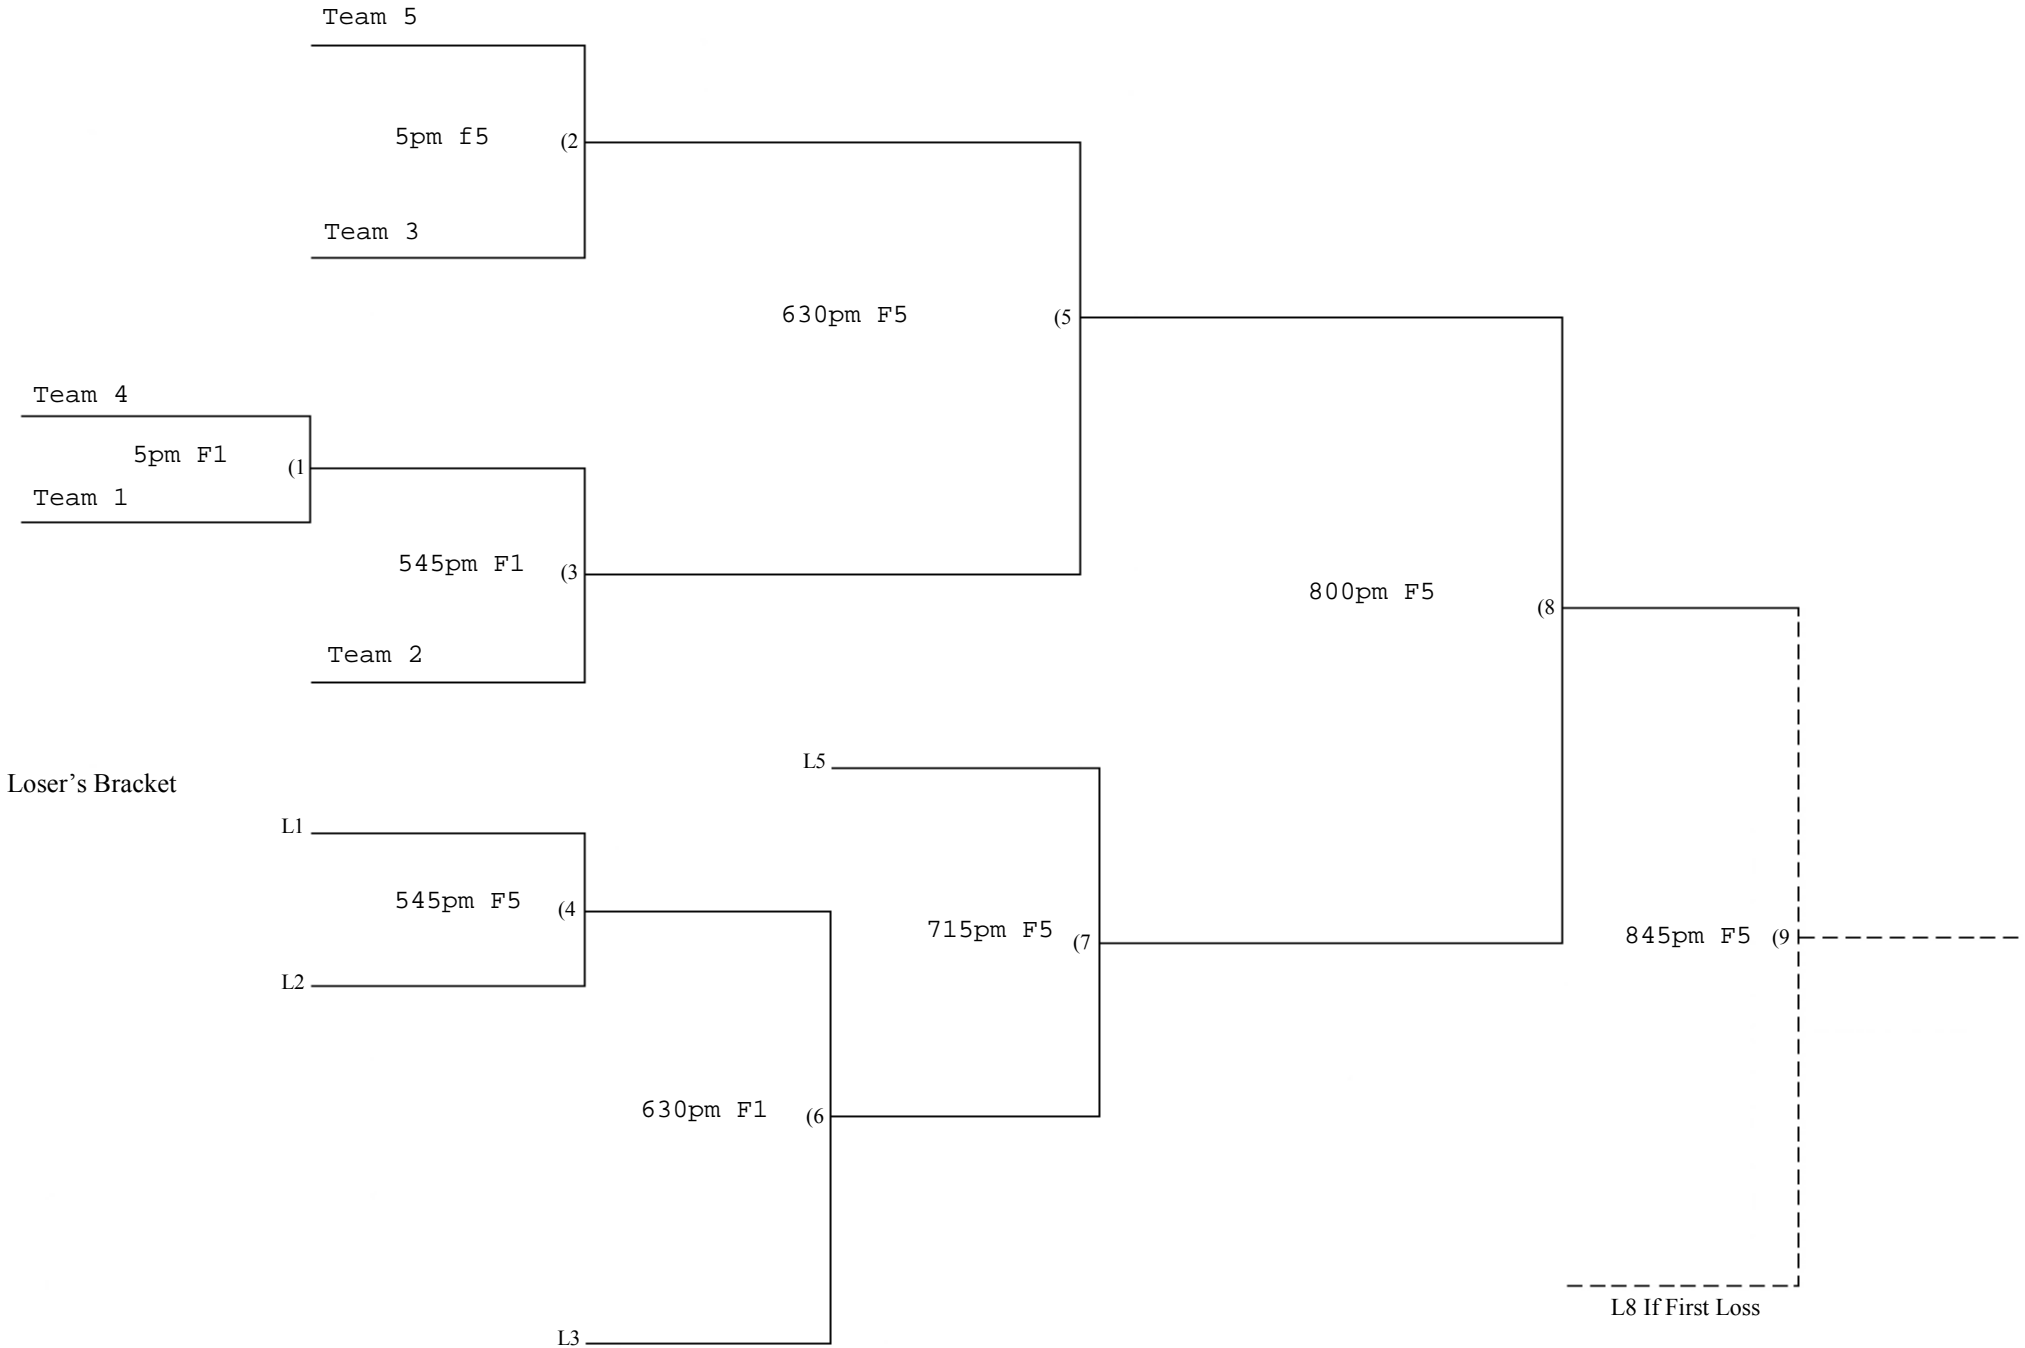 Team 5
5pm f5
(2
Team 3
630pm F5
(5
Team 4
5pm F1
(1
Team 1
545pm F1
(3
800pm F5
(8
Team 2
L5
Loser’s Bracket
L1
545pm F5
(4
715pm F5
(7
845pm F5
(9
L2
630pm F1
(6
L8 If First Loss
L3